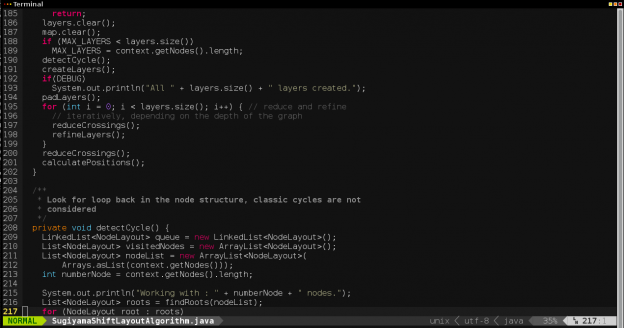 Terminal
185       return;
186     layers.clear();
187     map.clear();
188     if (MAX_LAYERS < layers.size())
189       MAX_LAYERS = context.getNodes().length;
190     detectCycle();
191     createLayers();
192     if(DEBUG)
193       System.out.println("All " + layers.size() + " layers created.");
194     padLayers();
195     for (int i = 0; i < layers.size(); i++) { // reduce and refine
196       // iteratively, depending on the depth of the graph
197       reduceCrossings();
198       refineLayers();
199     }
200     reduceCrossings();
201     calculatePositions();
202   }
203
204   /**
205    * Look for loop back in the node structure, classic cycles are not
206    * considered
207    */
208   private void detectCycle() {
209     LinkedList<NodeLayout> queue = new LinkedList<NodeLayout>();
210     List<NodeLayout> visitedNodes = new ArrayList<NodeLayout>();
211     List<NodeLayout> nodeList = new ArrayList<NodeLayout>(
212         Arrays.asList(context.getNodes()));
213     int numberNode = context.getNodes().length;
214
215     System.out.println("Working with : " + numberNode + " nodes.");
216     List<NodeLayout> roots = findRoots(nodeList);
217     for (NodeLayout root : roots)
NORMAL SugiyamaShiftLayoutAlgorithm.java unix < utf-8 < java 35% 217:1